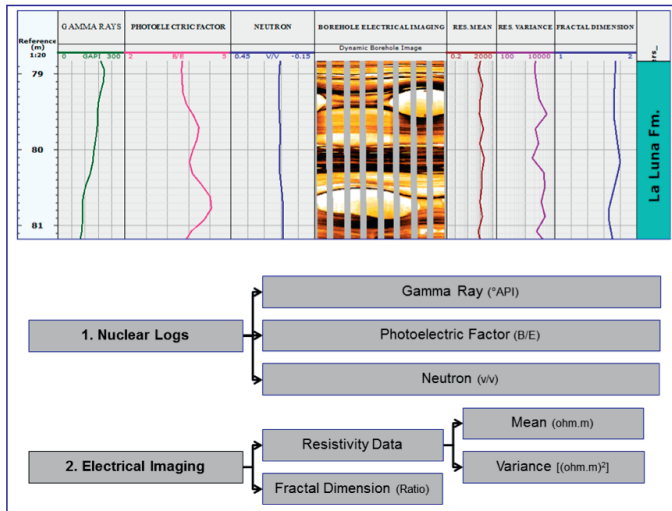 GAMMA RAYS PHOTOELECTRIC FACTOR NEUTRON BOREHOLE ELECTRICAL IMAGING RES. MEAN RES. VARIANCE FRACTAL DIMENSION
Reference
(m)
1:20
Dynamic Borehole Image
0 GAPI 300 2 B/E 5 0.45 V/V -0.15 0.2 2000 100 10000 1 2
79
80
81
La Luna Fm.
Gamma Ray (°API)
1. Nuclear Logs
Photoelectric Factor (B/E)
Neutron (v/v)
Mean (ohm.m)
Resistivity Data
2. Electrical Imaging
Variance [(ohm.m)²]
Fractal Dimension (Ratio)